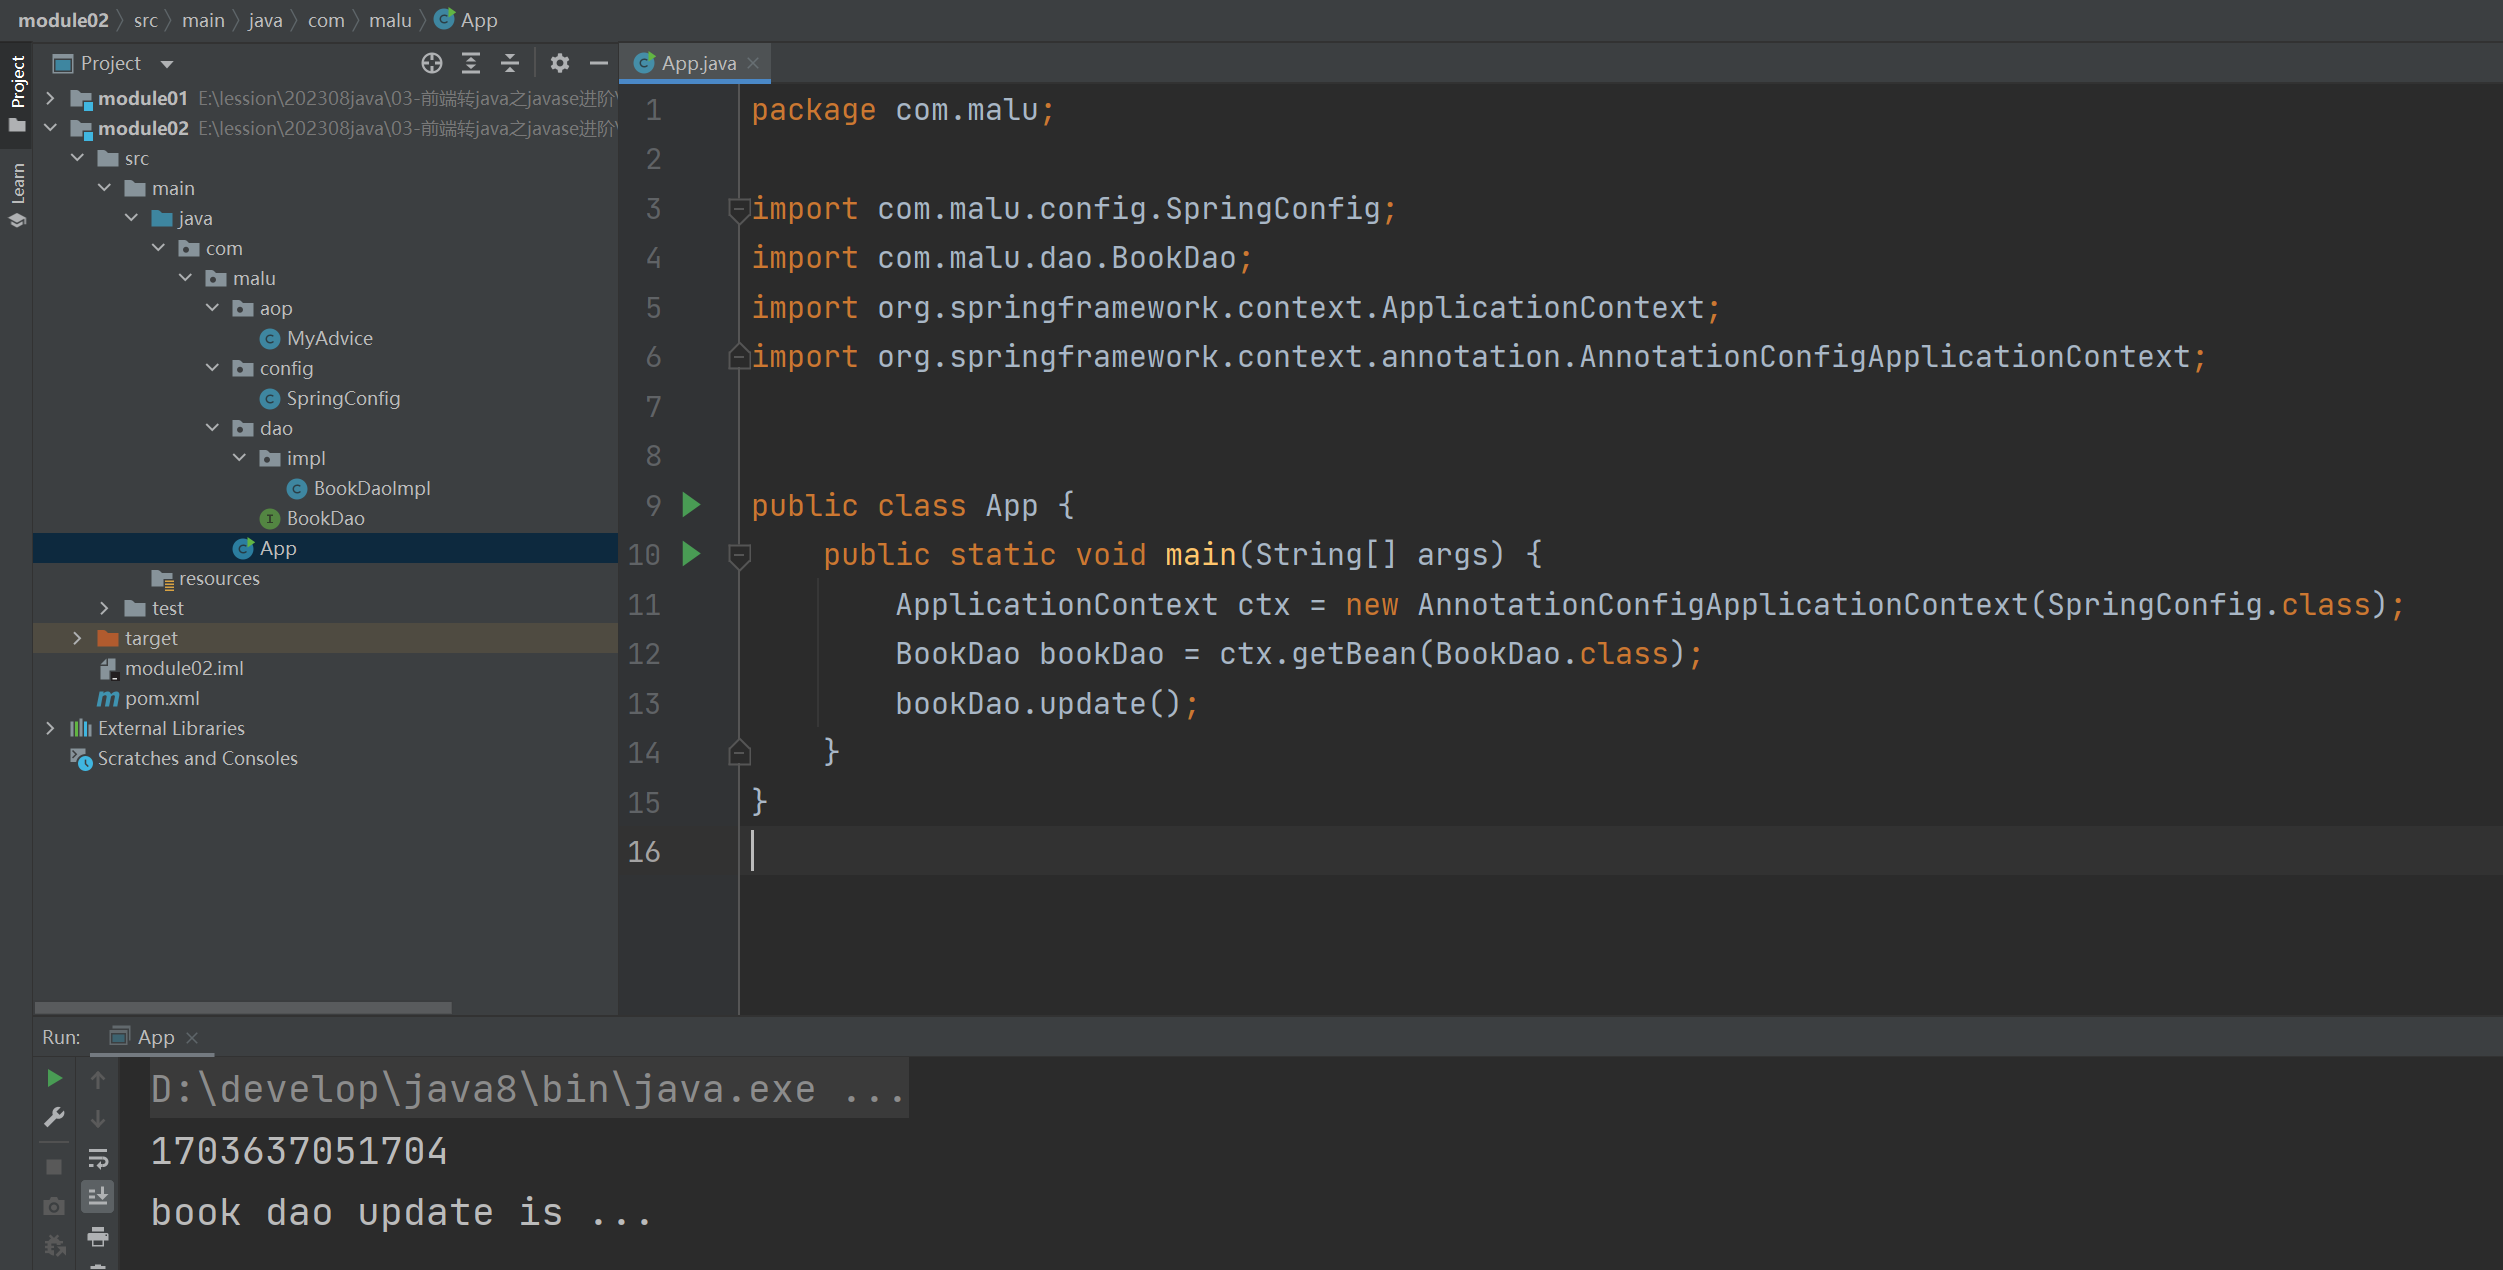 module02 src main java com malu App
Project
Learn
Project
module01 E:\lession\202308java\03-前端转java之javase进阶\
module02 E:\lession\202308java\03-前端转java之javase进阶\
src
main
java
com
malu
aop
MyAdvice
config
SpringConfig
dao
impl
BookDaoImpl
BookDao
App
resources
test
target
module02.iml
pom.xml
External Libraries
Scratches and Consoles
App.java
1 package com.malu;
2
3 import com.malu.config.SpringConfig;
4 import com.malu.dao.BookDao;
5 import org.springframework.context.ApplicationContext;
6 import org.springframework.context.annotation.AnnotationConfigApplicationContext;
7
8
9 public class App {
10 public static void main(String[] args) {
11 ApplicationContext ctx = new AnnotationConfigApplicationContext(SpringConfig.class);
12 BookDao bookDao = ctx.getBean(BookDao.class);
13 bookDao.update();
14 }
15 }
16
Run: App
D:\develop\java8\bin\java.exe ...
1703637051704
book dao update is ...